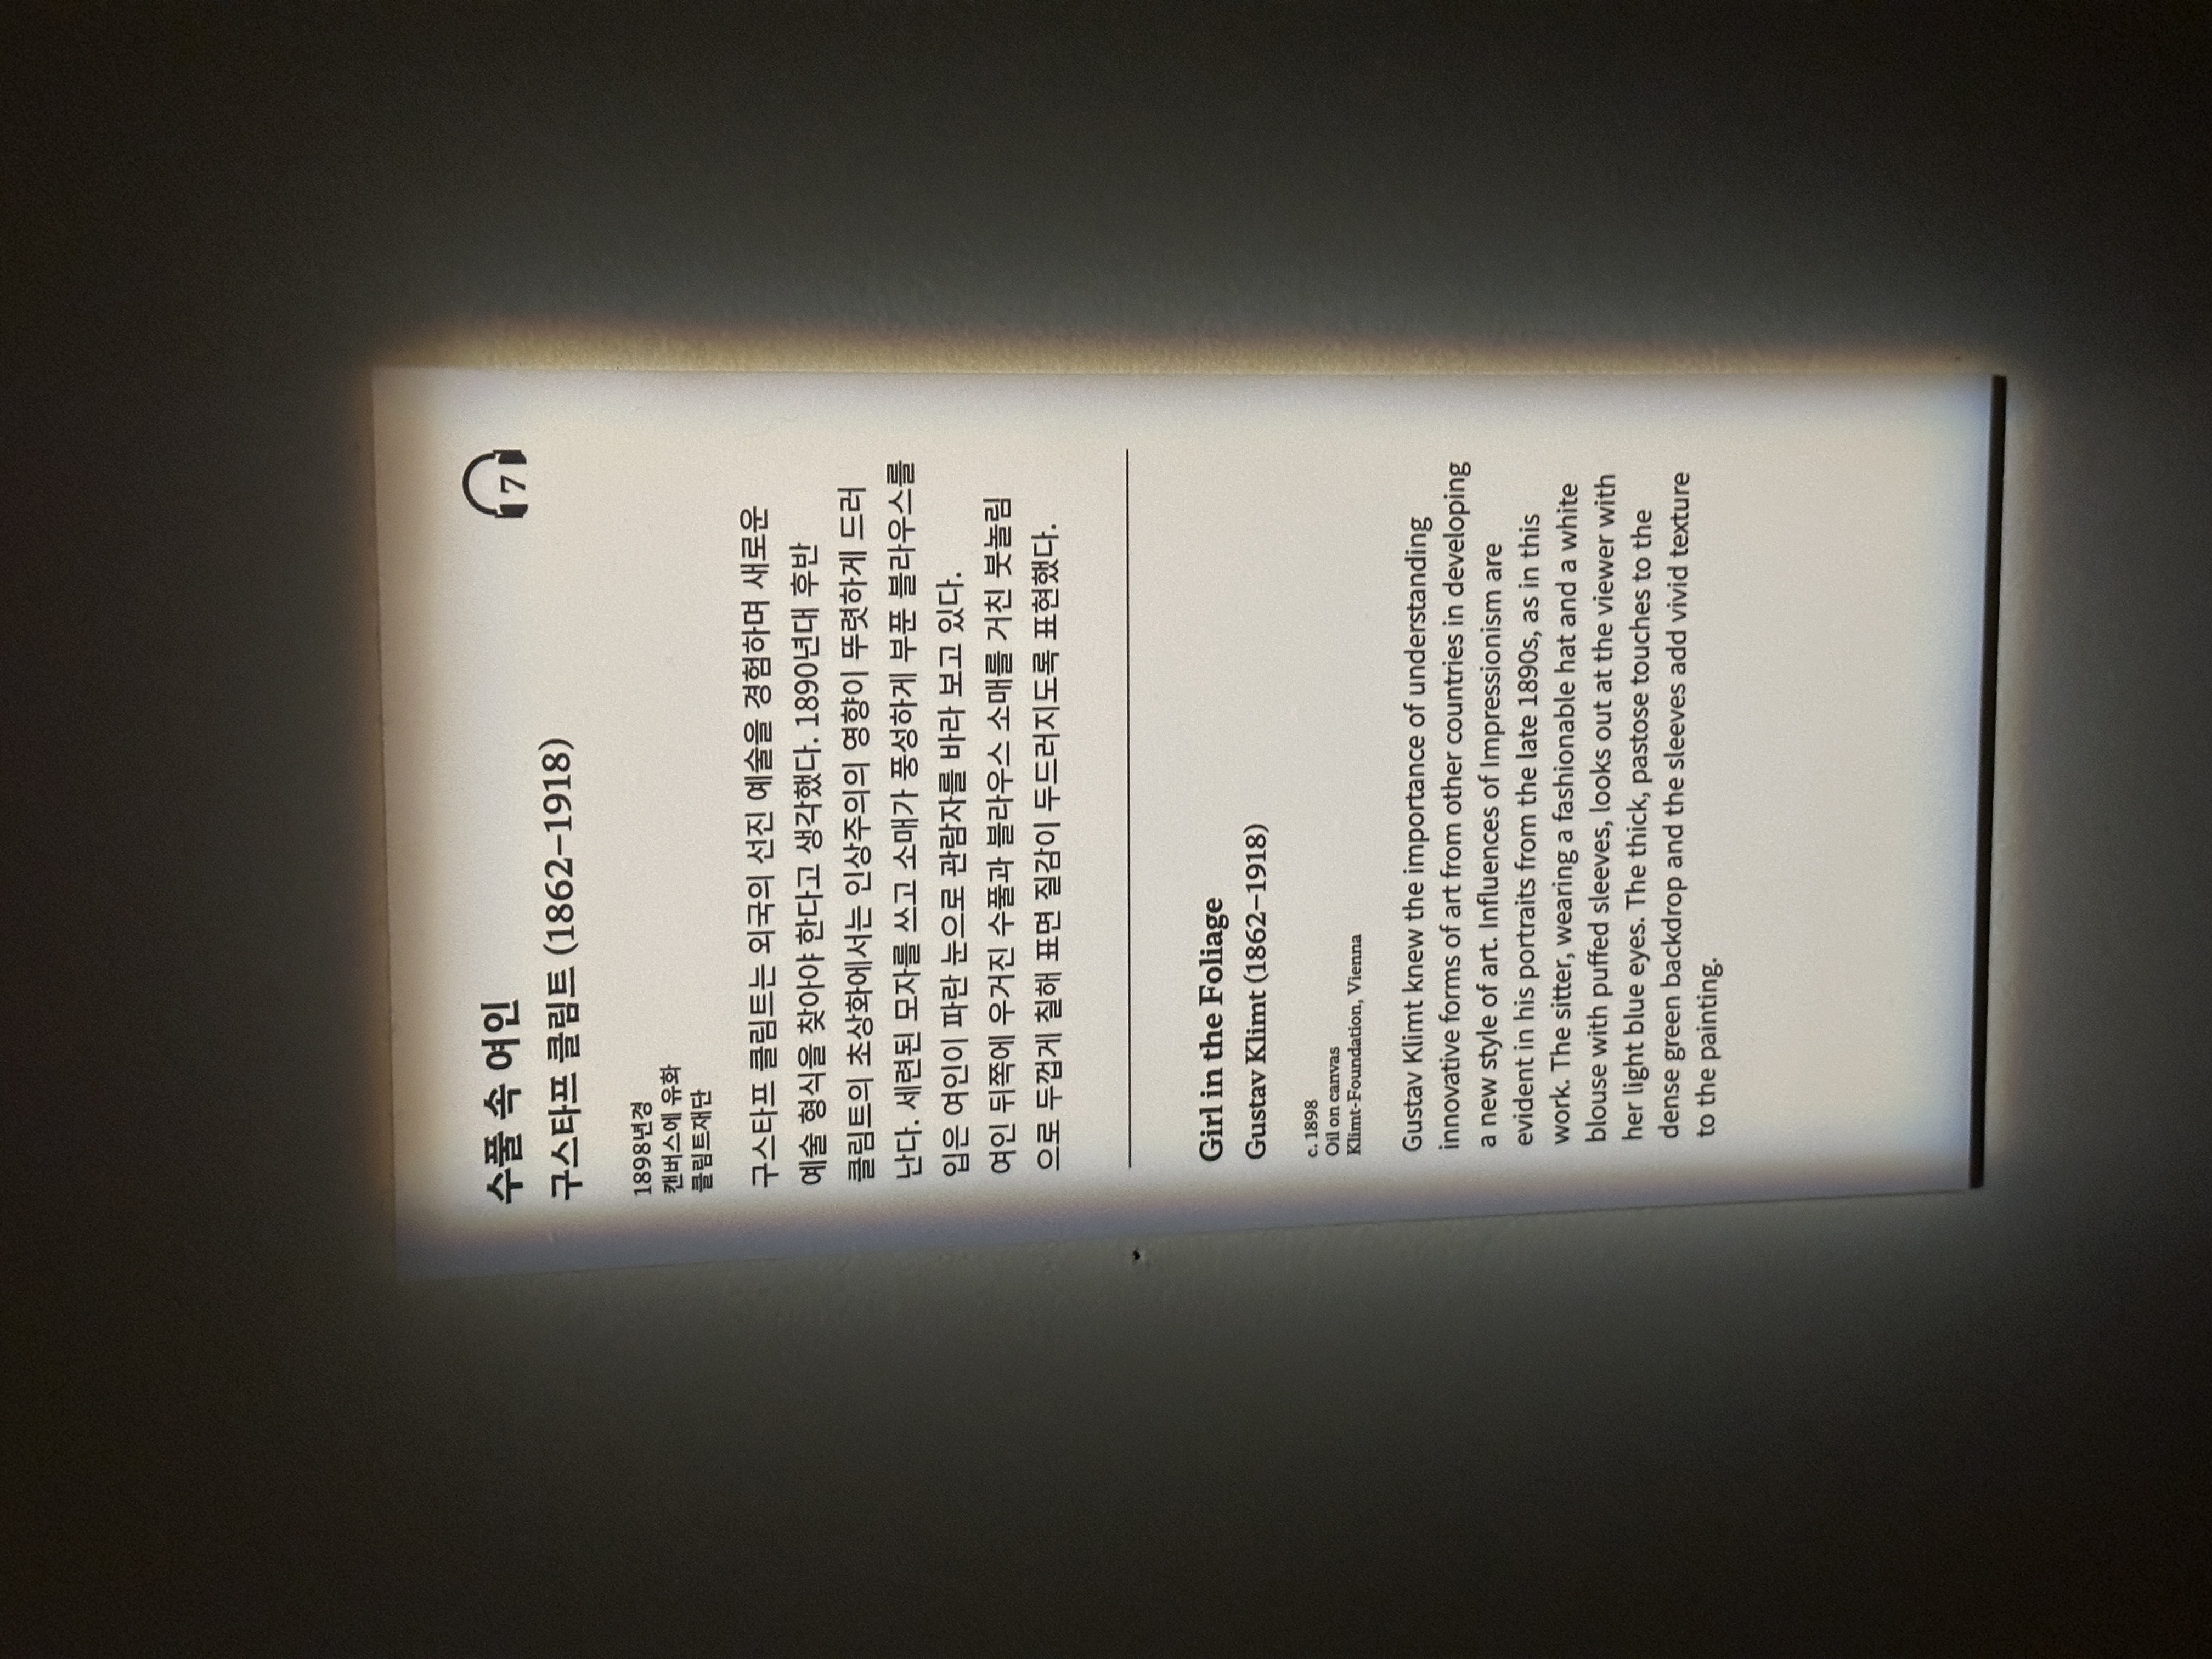 7
수풀 속 여인
구스타프 클림트 (1862–1918)
1898년경
캔버스에 유화
클림트재단
구스타프 클림트는 외국의 선진 예술을 경험하며 새로운
예술 형식을 찾아야 한다고 생각했다. 1890년대 후반
클림트의 초상화에서는 인상주의의 영향이 뚜렷하게 드러
난다. 세련된 모자를 쓰고 소매가 풍성하게 부푼 블라우스를
입은 여인이 파란 눈으로 관람자를 바라 보고 있다.
여인 뒤쪽에 우거진 수풀과 블라우스 소매를 거친 붓놀림
으로 두껍게 칠해 표면 질감이 두드러지도록 표현했다.
Girl in the Foliage
Gustav Klimt (1862–1918)
c. 1898
Oil on canvas
Klimt-Foundation, Vienna
Gustav Klimt knew the importance of understanding
innovative forms of art from other countries in developing
a new style of art. Influences of Impressionism are
evident in his portraits from the late 1890s, as in this
work. The sitter, wearing a fashionable hat and a white
blouse with puffed sleeves, looks out at the viewer with
her light blue eyes. The thick, pastose touches to the
dense green backdrop and the sleeves add vivid texture
to the painting.